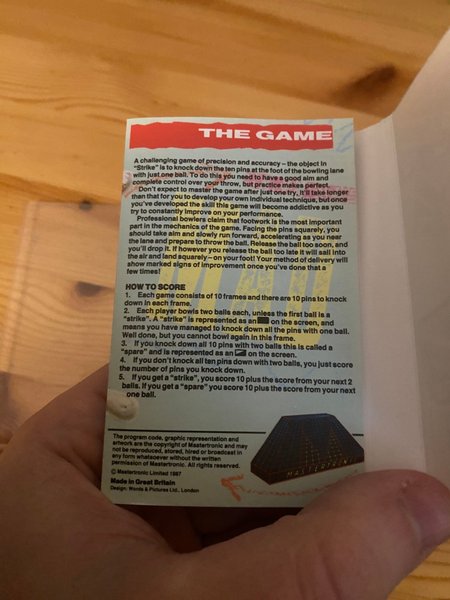 THE GAME
A challenging game of precision and accuracy – the object in
"Strike" is to knock down the ten pins at the foot of the bowling lane
with just one ball. To do this you need to have a good aim and
complete control over your throw, but practice makes perfect.
Don't expect to master the game after just one try. It'll take longer
than that for you to develop your own individual technique, but once
you've developed the skill this game will become addictive as you
try to constantly improve on your performance.
Professional bowlers claim that footwork is the most important
part in the mechanics of the game. Facing the pins squarely, you
should take aim and slowly run forward, accelerating as you near
the lane and prepare to throw the ball. Release the ball too soon, and
you'll drop it. If however you release the ball too late it will sail into
the air and land squarely – on your foot! Your method of delivery will
show marked signs of improvement once you've done that a
few times!
HOW TO SCORE
1. Each game consists of 10 frames and there are 10 pins to knock
down in each frame.
2. Each player bowls two balls each, unless the first ball is a
"strike". A "strike" is represented as an on the screen, and
means you have managed to knock down all the pins with one ball.
Well done, but you cannot bowl again in this frame.
3. If you knock down all 10 pins with two balls this is called a
"spare" and is represented as an on the screen.
4. If you don't knock all ten pins down with two balls, you just score
the number of pins you knock down.
5. If you get a "strike", you score 10 plus the score from your next 2
balls. If you get a "spare" you score 10 plus the score from your next
one ball.
The program code, graphic representation and
artwork are the copyright of Mastertronic and may
not be reproduced, stored, hired or broadcast in
any form whatsoever without the written
permission of Mastertronic. All rights reserved.
© Mastertronic Limited 1987
Made in Great Britain
Design: Words & Pictures Ltd., London
MASTERTRONIC